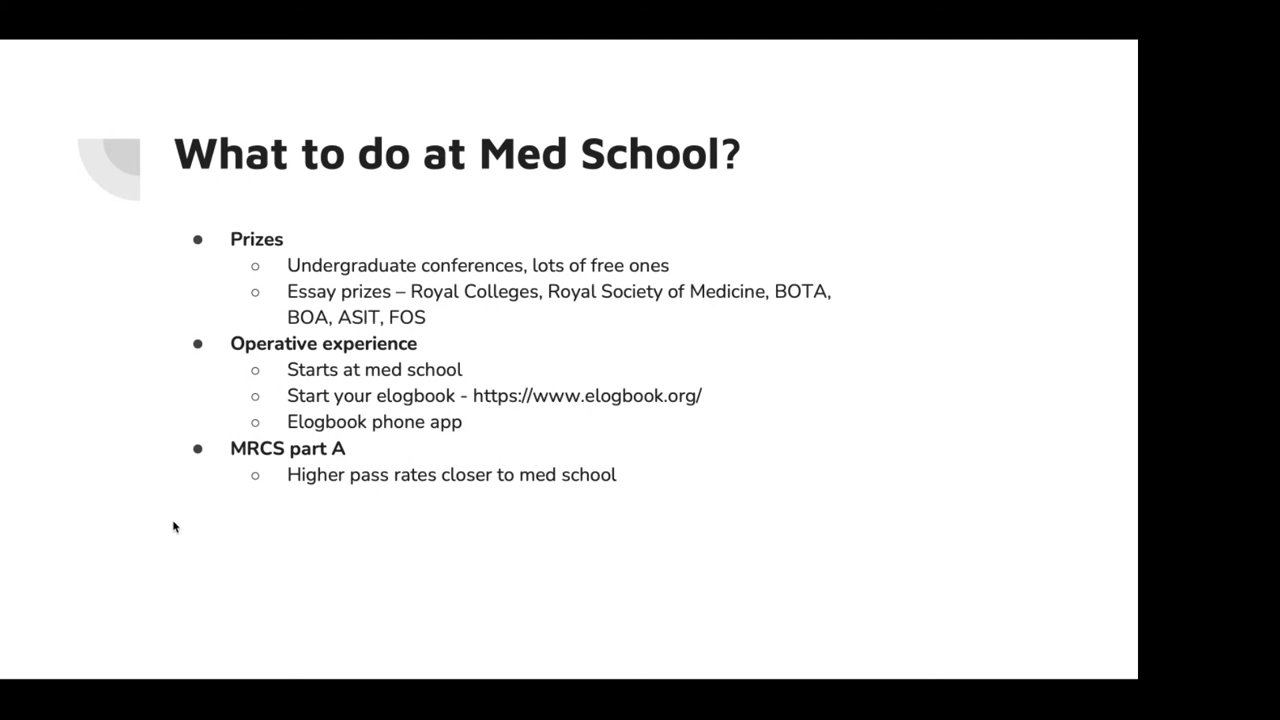 What to do at Med School?
● Prizes
○ Undergraduate conferences, lots of free ones
○ Essay prizes – Royal Colleges, Royal Society of Medicine, BOTA,
BOA, ASIT, FOS
● Operative experience
○ Starts at med school
○ Start your elogbook - https://www.elogbook.org/
○ Elogbook phone app
● MRCS part A
○ Higher pass rates closer to med school